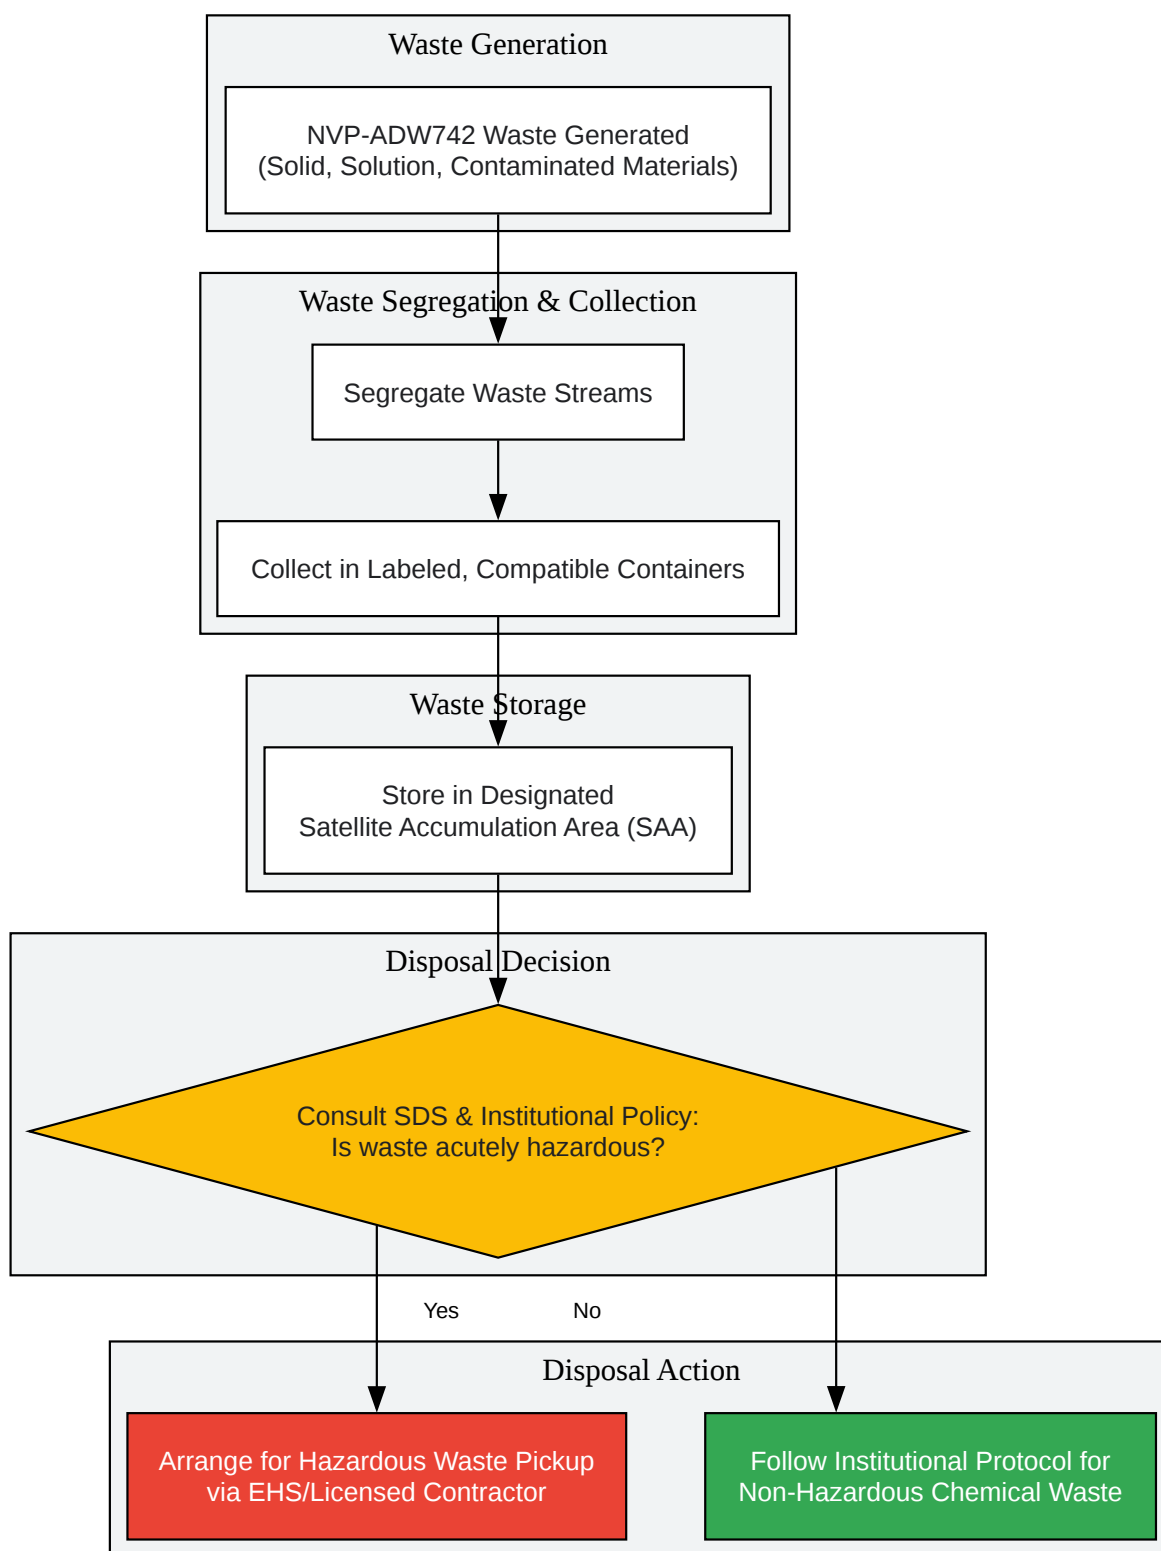 Waste Generation
NVP-ADW742 Waste Generated
(Solid, Solution, Contaminated Materials)
Waste Segregation & Collection
Segregate Waste Streams
Collect in Labeled, Compatible Containers
Waste Storage
Store in Designated
Satellite Accumulation Area (SAA)
Disposal Decision
Consult SDS & Institutional Policy:
Is waste acutely hazardous?
Yes
No
Disposal Action
Arrange for Hazardous Waste Pickup
via EHS/Licensed Contractor
Follow Institutional Protocol for
Non-Hazardous Chemical Waste